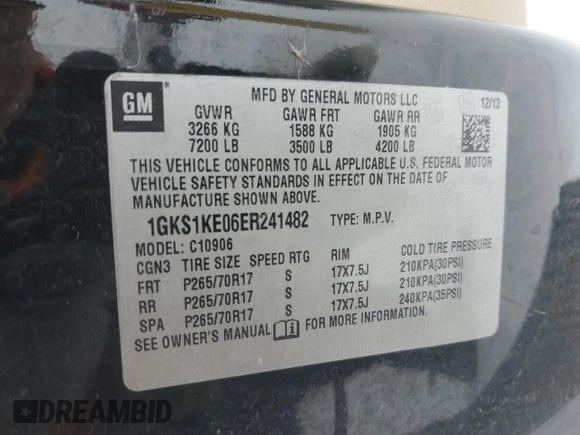 GM
MFD BY GENERAL MOTORS LLC 12/13
GVWR GAWR FRT GAWR RR
3266 KG 1588 KG 1905 KG
7200 LB 3500 LB 4200 LB
THIS VEHICLE CONFORMS TO ALL APPLICABLE U.S. FEDERAL MOTOR
VEHICLE SAFETY STANDARDS IN EFFECT ON THE DATE OF
MANUFACTURE SHOWN ABOVE.
1GKS1KE06ER241482 TYPE: M.P.V.
MODEL: C10906
CGN3 TIRE SIZE SPEED RTG RIM COLD TIRE PRESSURE
FRT P265/70R17 S 17X7.5J 210KPA(30PSI)
RR P265/70R17 S 17X7.5J 210KPA(30PSI)
SPA P265/70R17 S 17X7.5J 240KPA(35PSI)
SEE OWNER'S MANUAL FOR MORE INFORMATION.
DREAMBID